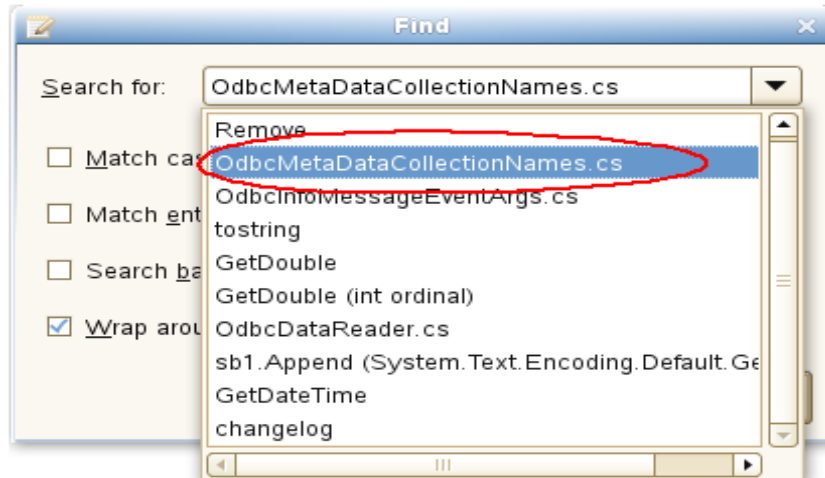 Find
Search for: OdbcMetaDataCollectionNames.cs
Remove
Match cas OdbcMetaDataCollectionNames.cs
OdbcInfoMessageEventArgs.cs
Match ent tostring
GetDouble
Search ba GetDouble (int ordinal)
Wrap arou OdbcDataReader.cs
sb1.Append (System.Text.Encoding.Default.Ge
GetDateTime
changelog